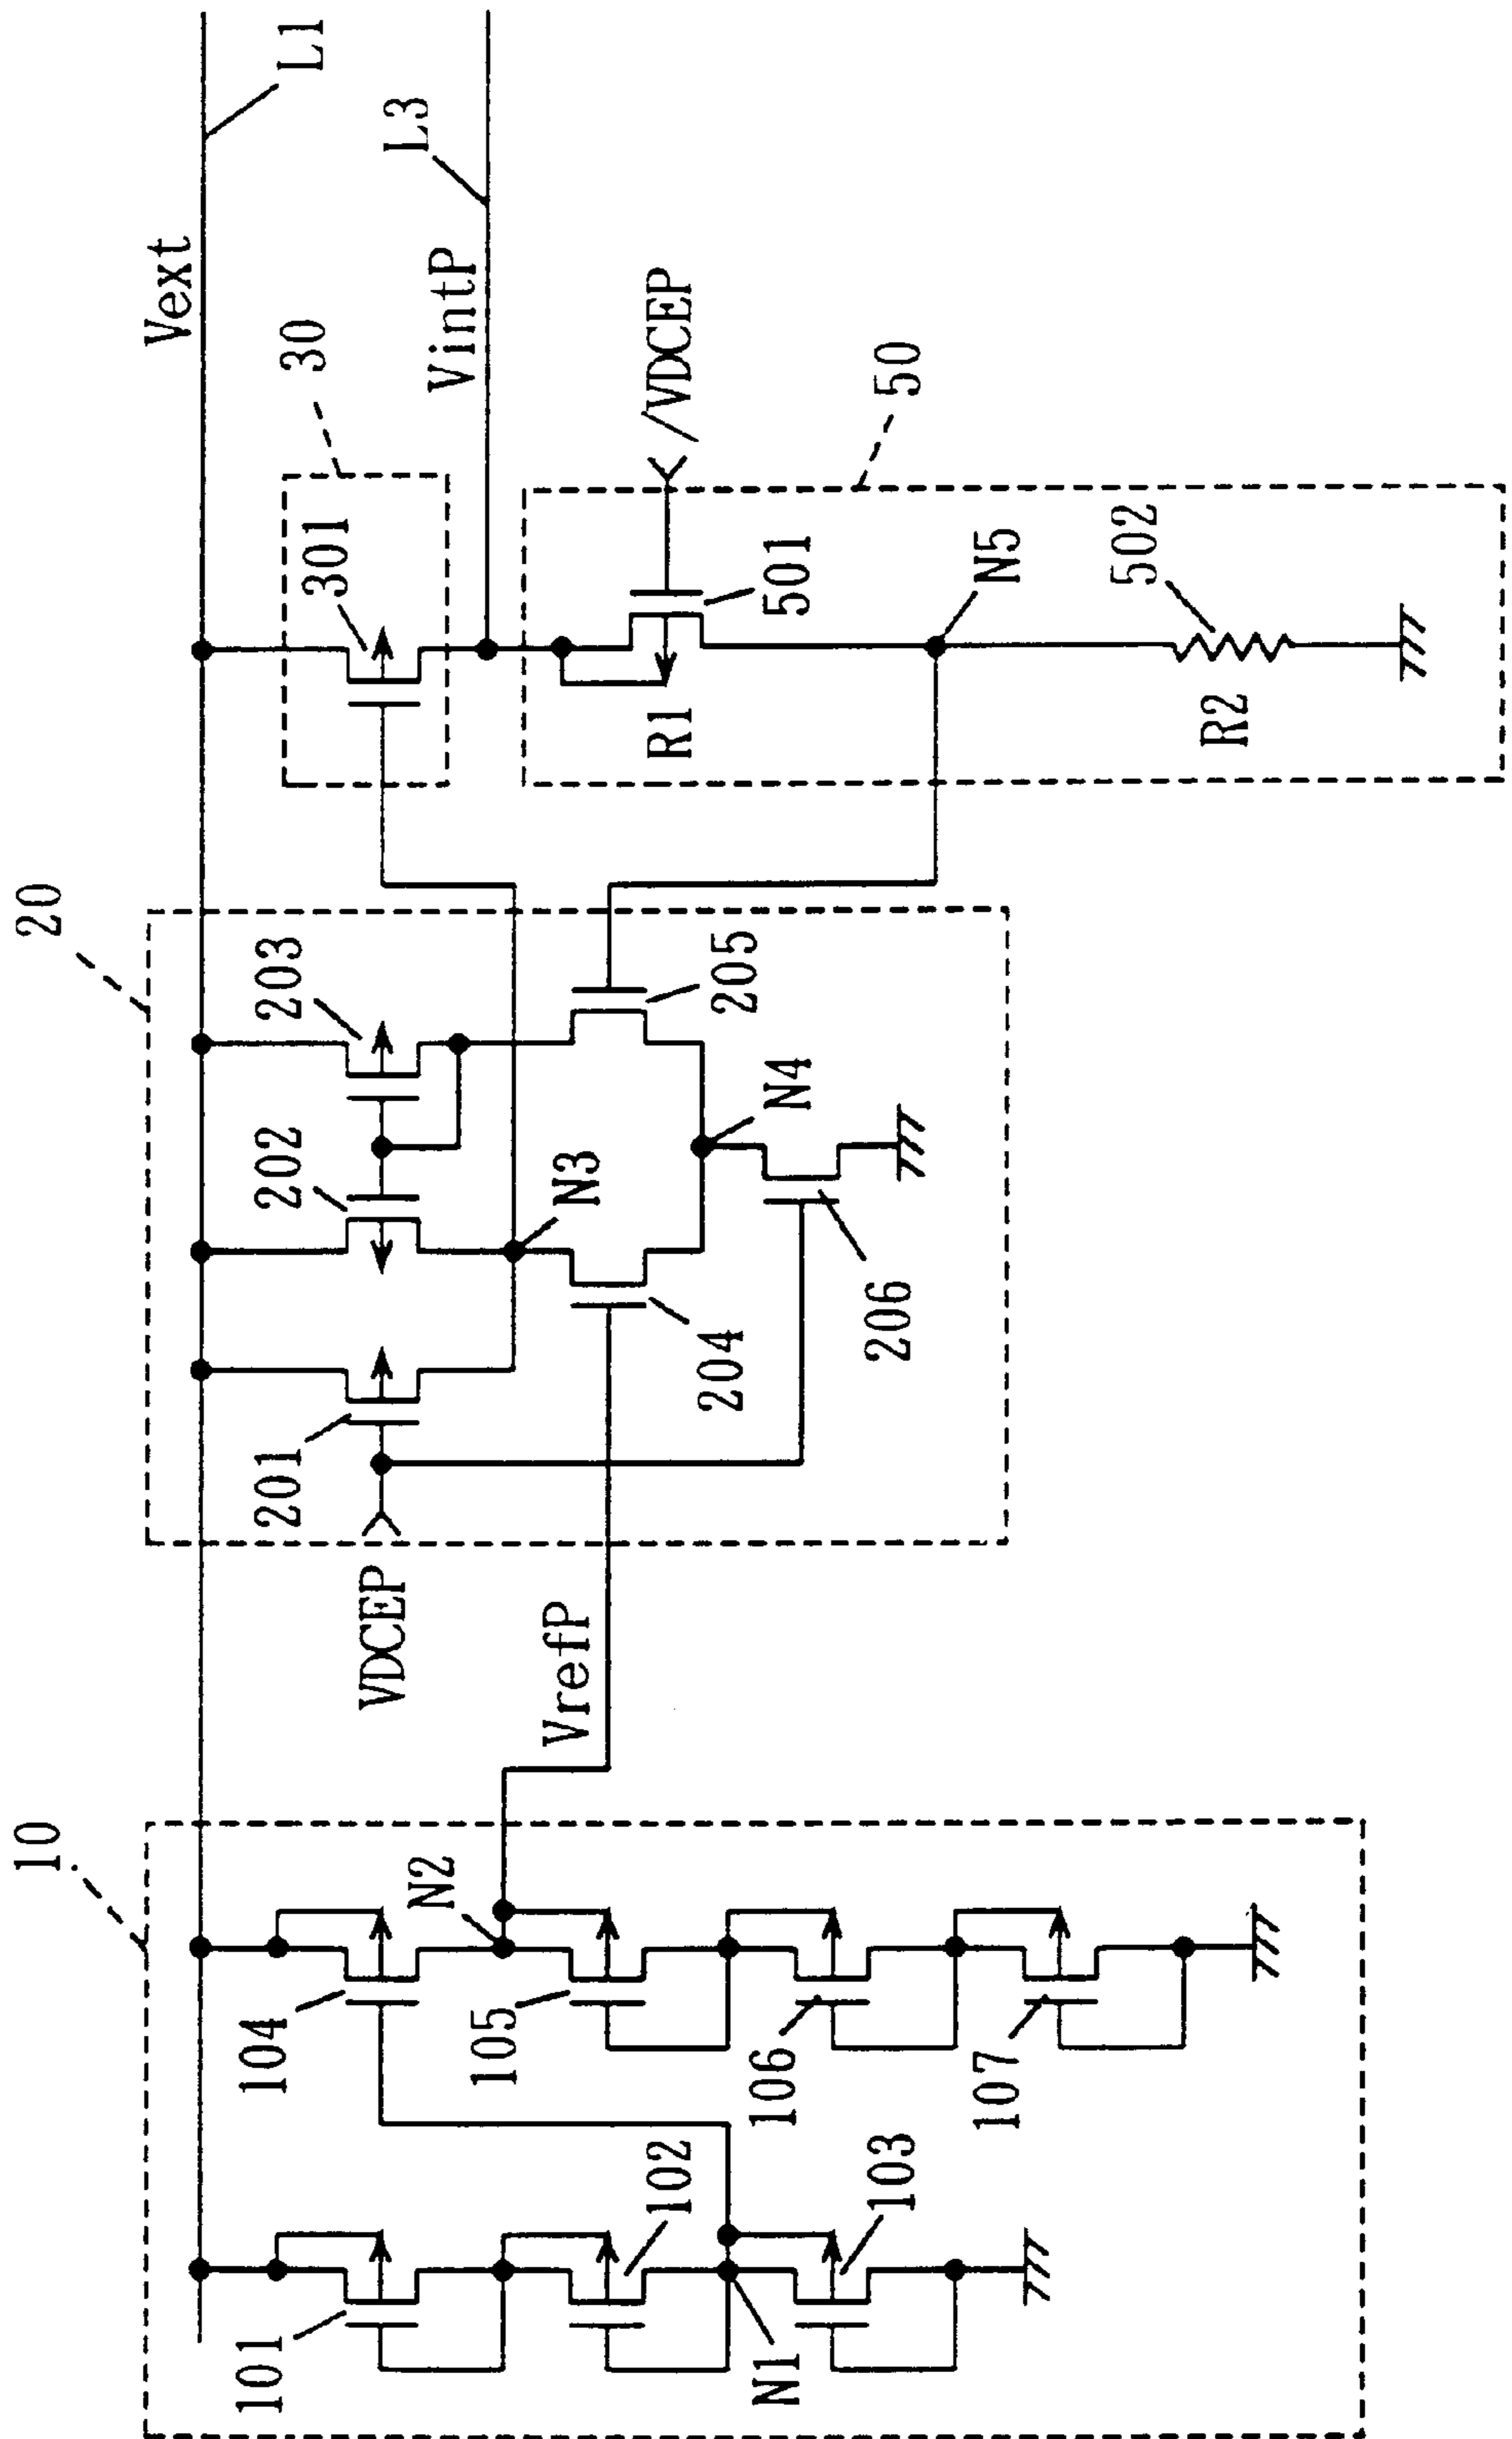 10
20
Vext
L1
30
301
VintP
L3
101
104
N2
201
202
203
VDCEP
N3
VrefP
102
105
204
205
R1
501
/VDCEP
50
N1
103
106
N4
206
N5
107
R2
502